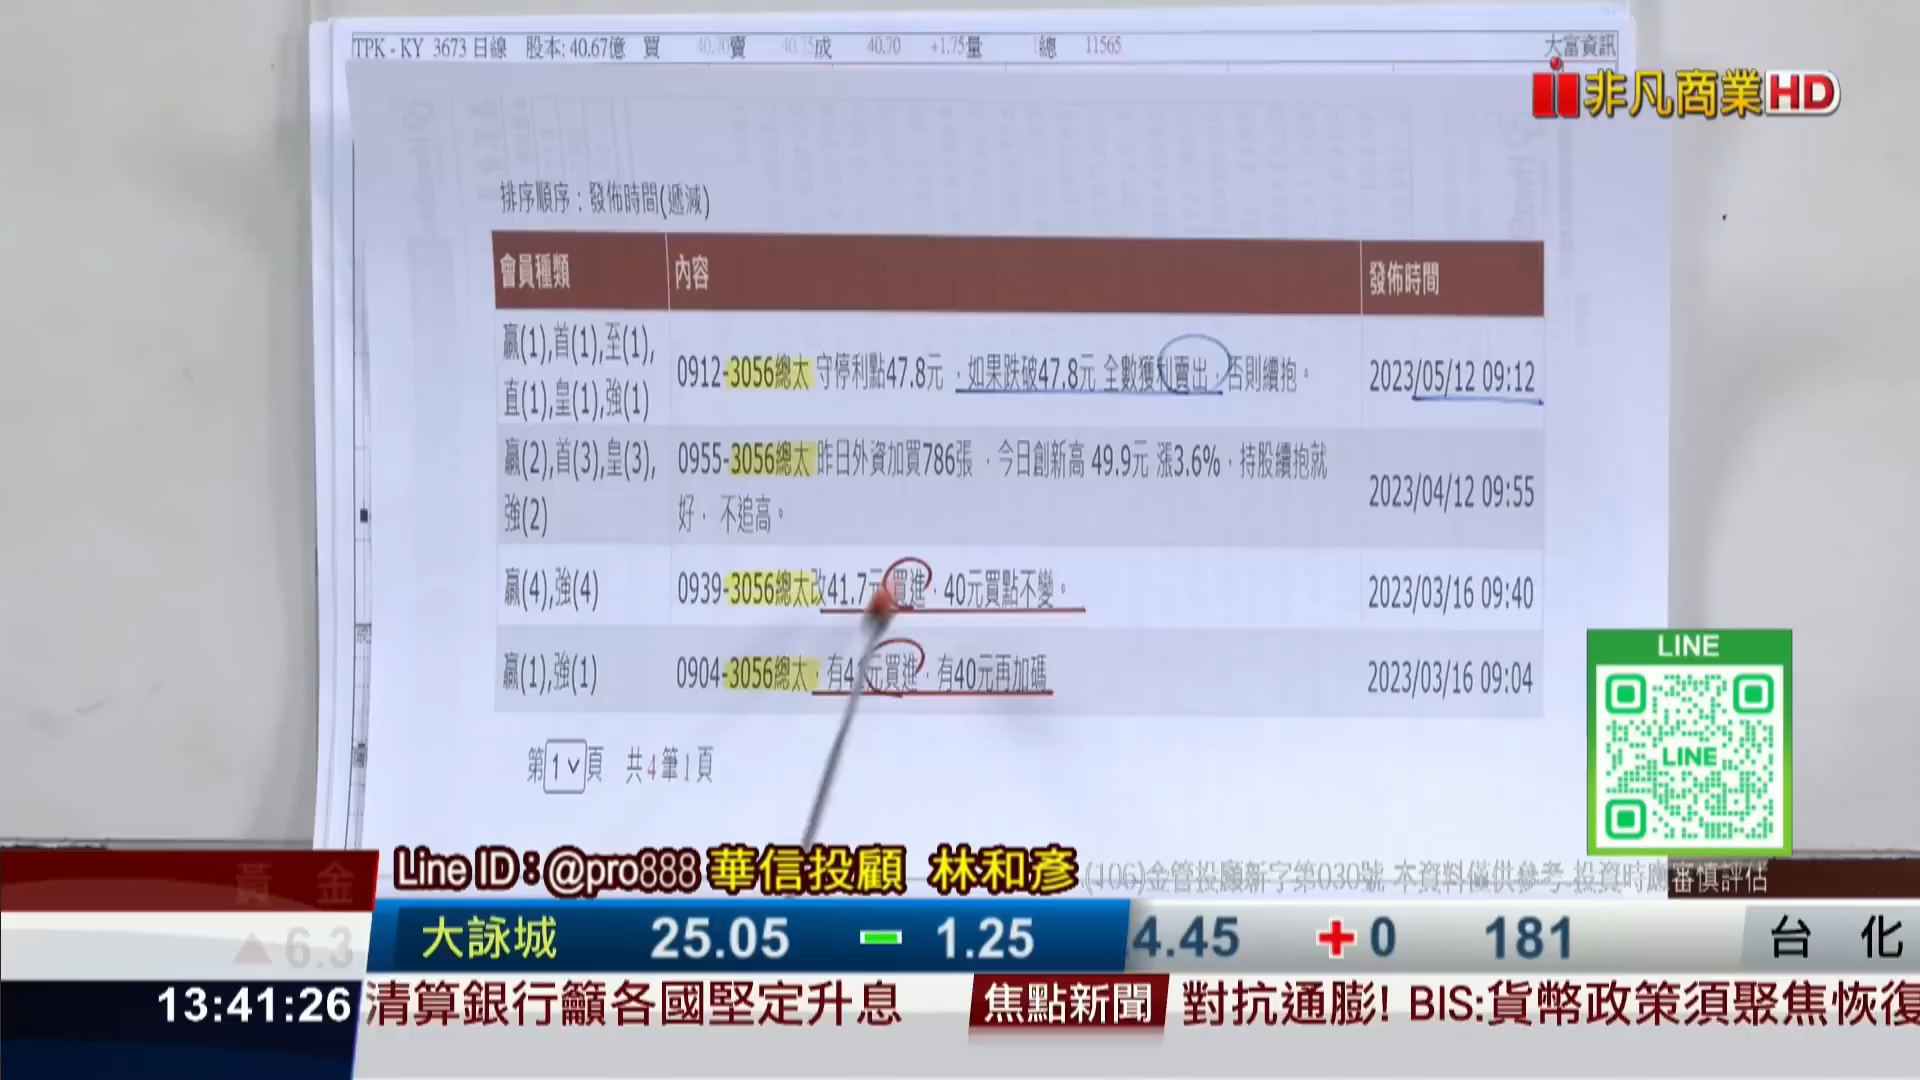 TPK - KY 3673 日線 股本: 40.67億 買 40.70賣 40.75成 40.70 +1.75量 總 11565
大富資訊
非凡商業HD
排序順序：發佈時間(遞減)
會員種類 內容 發佈時間
贏(1),首(1),至(1),
直(1),皇(1),強(1)
0912-3056總太 守停利點47.8元，如果跌破47.8元 全數獲利賣出，否則續抱。
2023/05/12 09:12
贏(2),首(3),皇(3),
強(2)
0955-3056總太 昨日外資加買786張，今日創新高 49.9元 漲3.6%，持股續抱就
好， 不追高。
2023/04/12 09:55
贏(4),強(4) 0939-3056總太改41.7元 買進，40元買點不變。 2023/03/16 09:40
贏(1),強(1) 0904-3056總太，有41元買進，有40元再加碼 2023/03/16 09:04
第 1 頁 共4筆1頁
LINE
LINE
Line ID：@pro888 華信投顧 林和彥 (106)金管投顧新字第030號 本資料僅供參考 投資時應審慎評估
黃金
▲6.3
大詠城 25.05 － 1.25 4.45 +0 181 台化
13:41:26 清算銀行籲各國堅定升息 焦點新聞 對抗通膨! BIS:貨幣政策須聚焦恢復